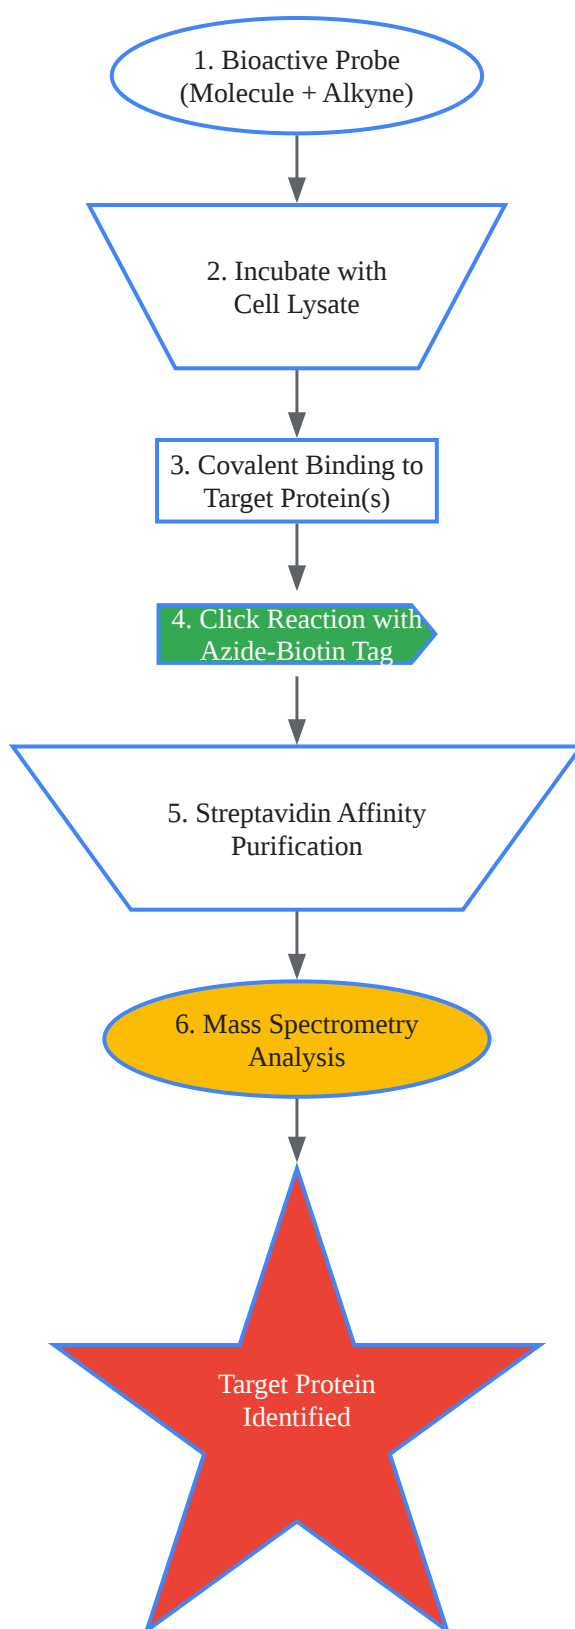 1. Bioactive Probe
(Molecule + Alkyne)
2. Incubate with
Cell Lysate
3. Covalent Binding to
Target Protein(s)
4. Click Reaction with
Azide-Biotin Tag
5. Streptavidin Affinity
Purification
6. Mass Spectrometry
Analysis
Target Protein
Identified